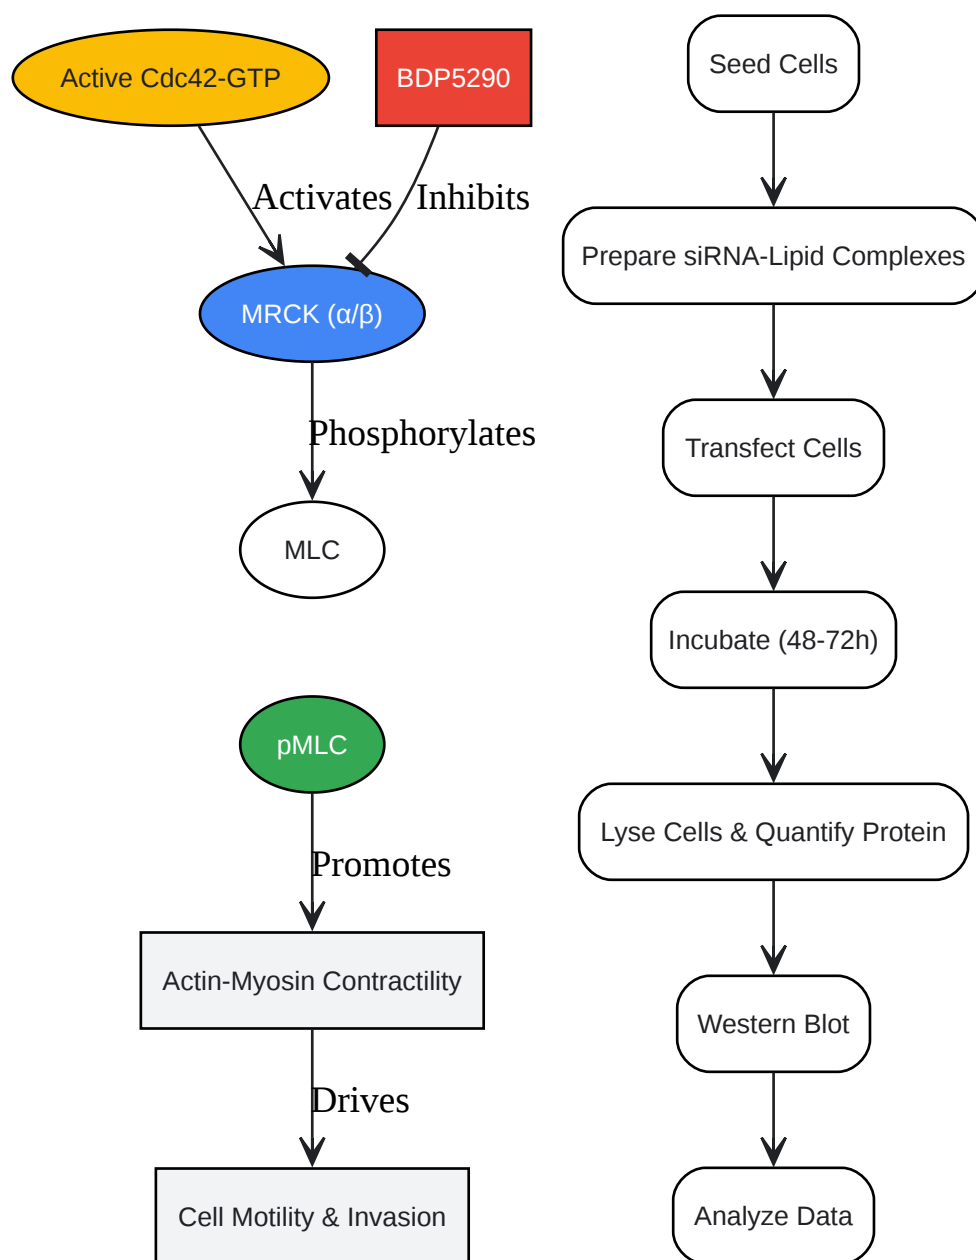 Active Cdc42-GTP
BDP5290
Activates
Inhibits
MRCK (α/β)
Phosphorylates
MLC
pMLC
Promotes
Actin-Myosin Contractility
Drives
Cell Motility & Invasion
Seed Cells
Prepare siRNA-Lipid Complexes
Transfect Cells
Incubate (48-72h)
Lyse Cells & Quantify Protein
Western Blot
Analyze Data